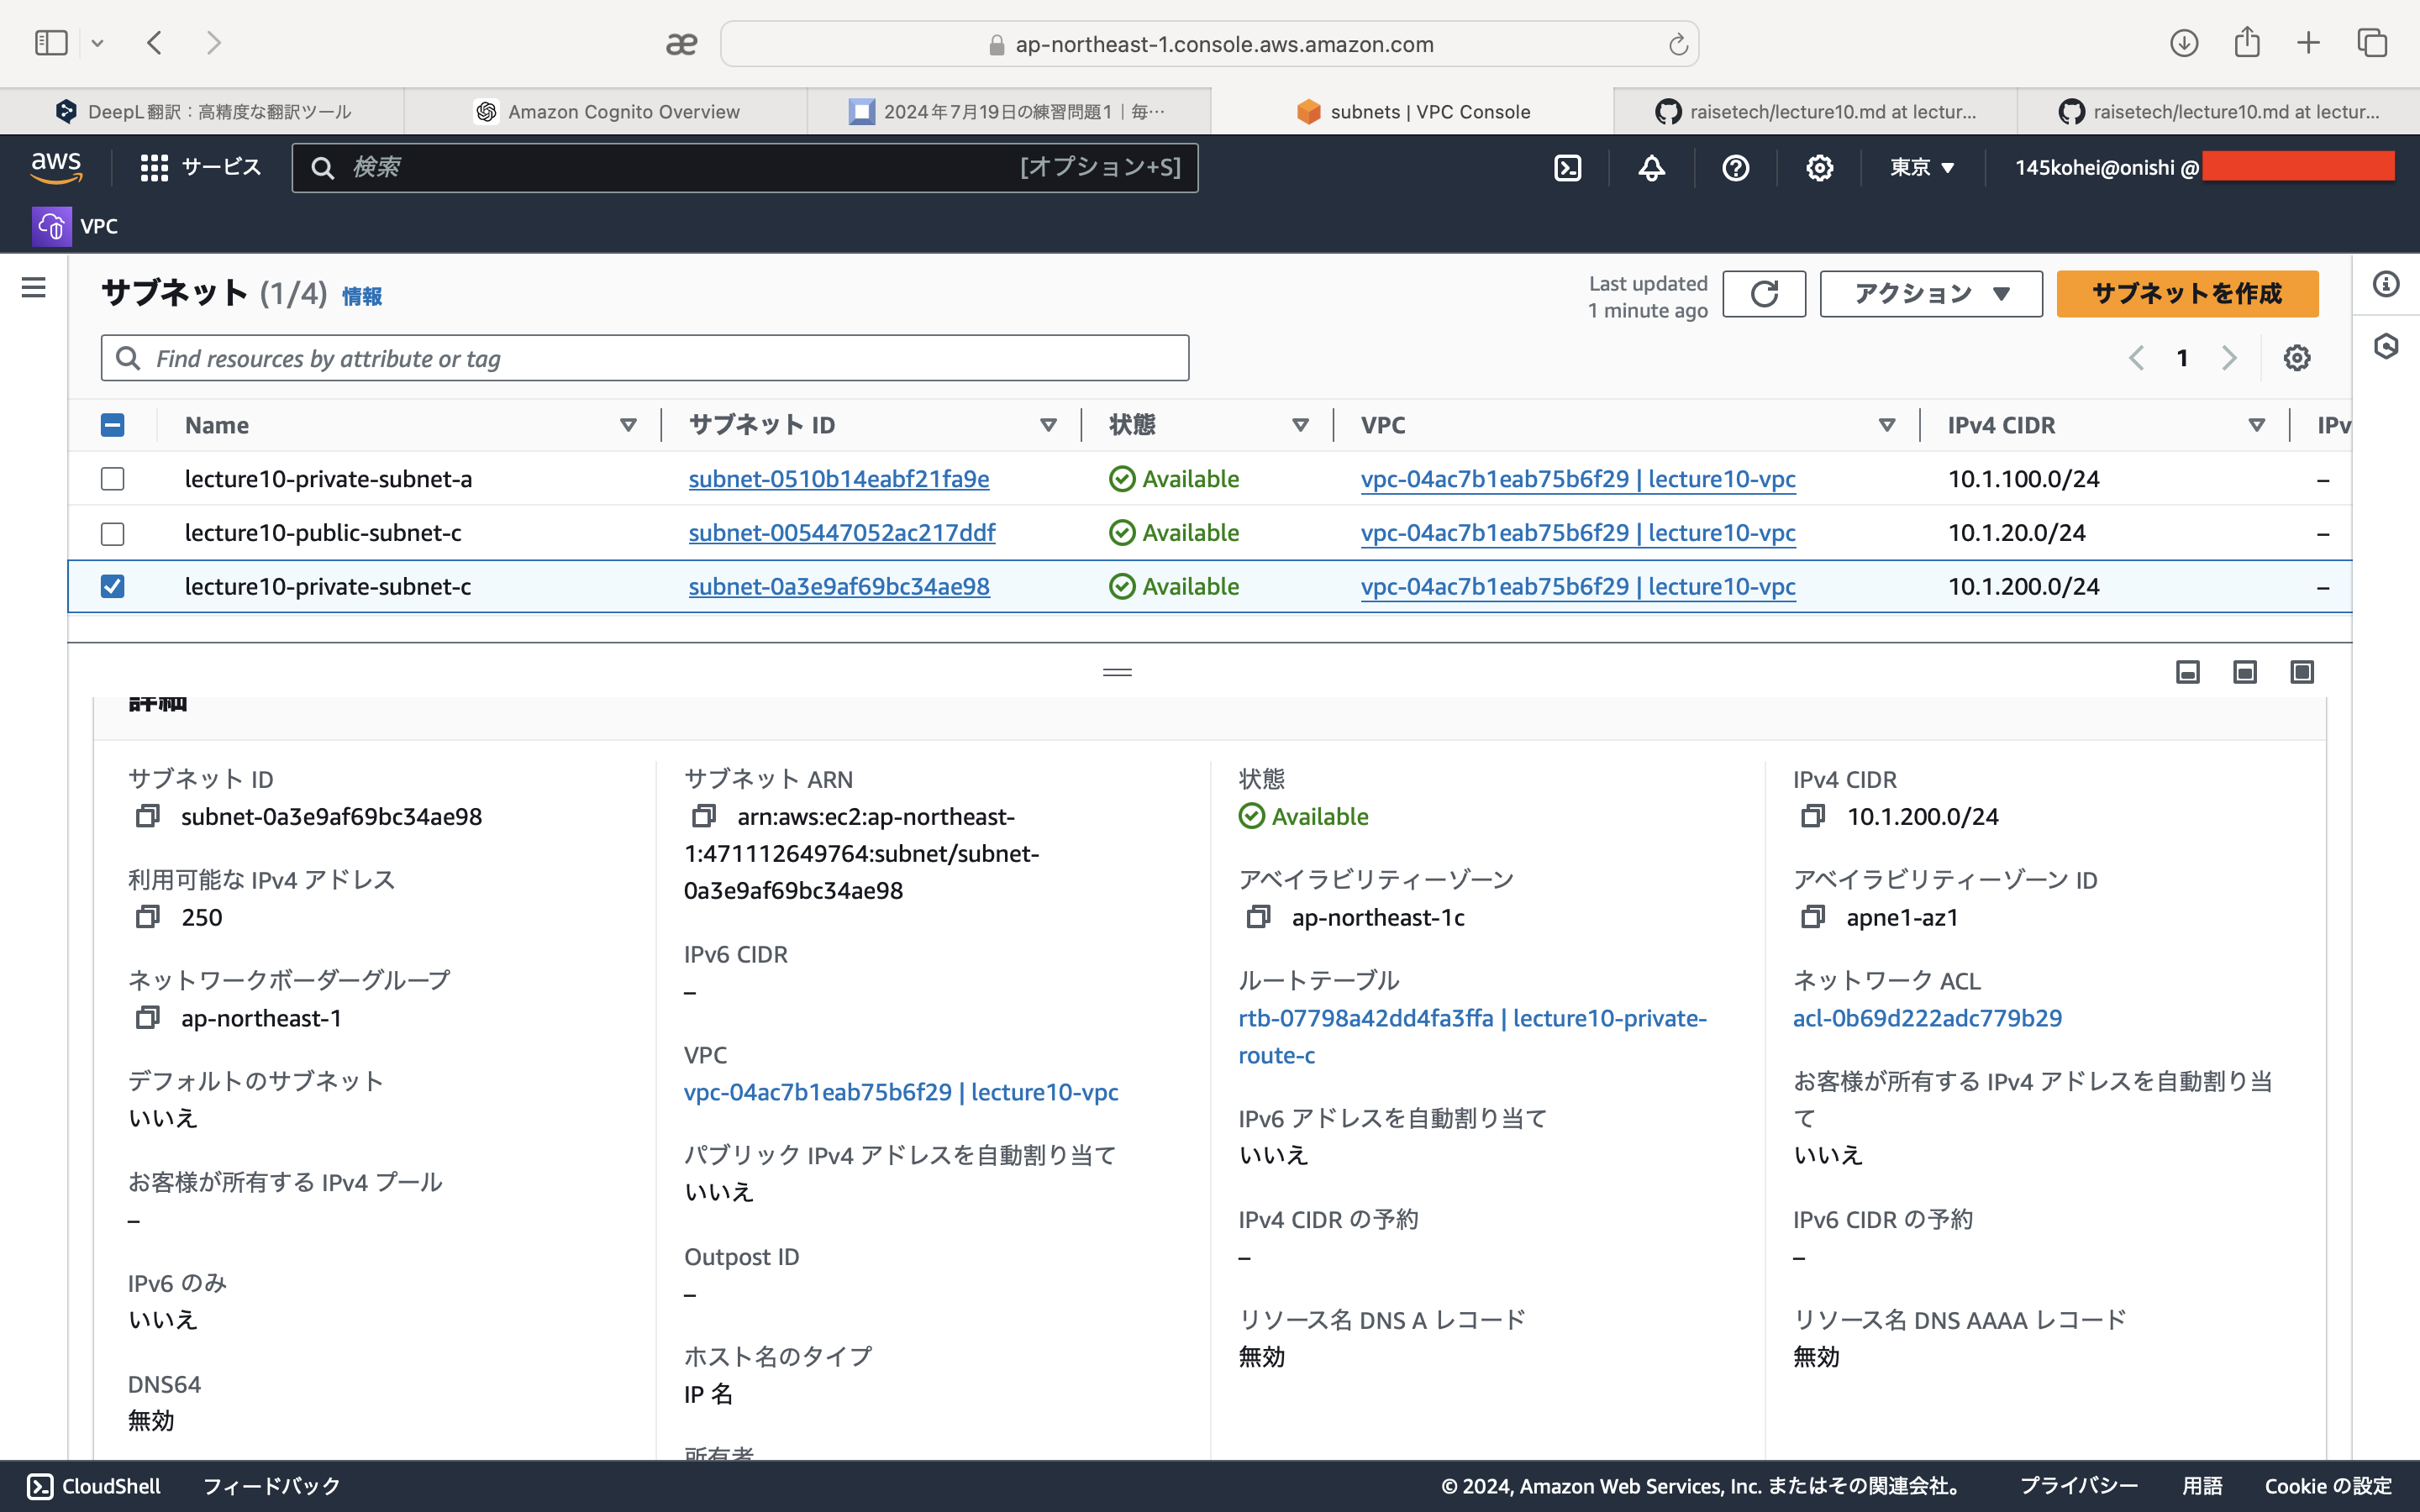 ap-northeast-1.console.aws.amazon.com
DeepL 翻訳：高精度な翻訳ツール
Amazon Cognito Overview
2024年7月19日の練習問題1｜毎…
subnets | VPC Console
raisetech/lecture10.md at lectur...
raisetech/lecture10.md at lectur...
aws
サービス
検索
[オプション+S]
東京
145kohei@onishi @
VPC
サブネット (1/4) 情報
Last updated
1 minute ago
アクション
サブネットを作成
Find resources by attribute or tag
1
Name サブネット ID 状態 VPC IPv4 CIDR IPv
lecture10-private-subnet-a subnet-0510b14eabf21fa9e Available vpc-04ac7b1eab75b6f29 | lecture10-vpc 10.1.100.0/24 –
lecture10-public-subnet-c subnet-005447052ac217ddf Available vpc-04ac7b1eab75b6f29 | lecture10-vpc 10.1.20.0/24 –
lecture10-private-subnet-c subnet-0a3e9af69bc34ae98 Available vpc-04ac7b1eab75b6f29 | lecture10-vpc 10.1.200.0/24 –
詳細
サブネット ID
subnet-0a3e9af69bc34ae98
利用可能な IPv4 アドレス
250
ネットワークボーダーグループ
ap-northeast-1
デフォルトのサブネット
いいえ
お客様が所有する IPv4 プール
–
IPv6 のみ
いいえ
DNS64
無効
サブネット ARN
arn:aws:ec2:ap-northeast-
1:471112649764:subnet/subnet-
0a3e9af69bc34ae98
IPv6 CIDR
–
VPC
vpc-04ac7b1eab75b6f29 | lecture10-vpc
パブリック IPv4 アドレスを自動割り当て
いいえ
Outpost ID
–
ホスト名のタイプ
IP 名
所有者
状態
Available
アベイラビリティーゾーン
ap-northeast-1c
ルートテーブル
rtb-07798a42dd4fa3ffa | lecture10-private-
route-c
IPv6 アドレスを自動割り当て
いいえ
IPv4 CIDR の予約
–
リソース名 DNS A レコード
無効
IPv4 CIDR
10.1.200.0/24
アベイラビリティーゾーン ID
apne1-az1
ネットワーク ACL
acl-0b69d222adc779b29
お客様が所有する IPv4 アドレスを自動割り当
て
いいえ
IPv6 CIDR の予約
–
リソース名 DNS AAAA レコード
無効
CloudShell
フィードバック
© 2024, Amazon Web Services, Inc. またはその関連会社。
プライバシー
用語
Cookie の設定